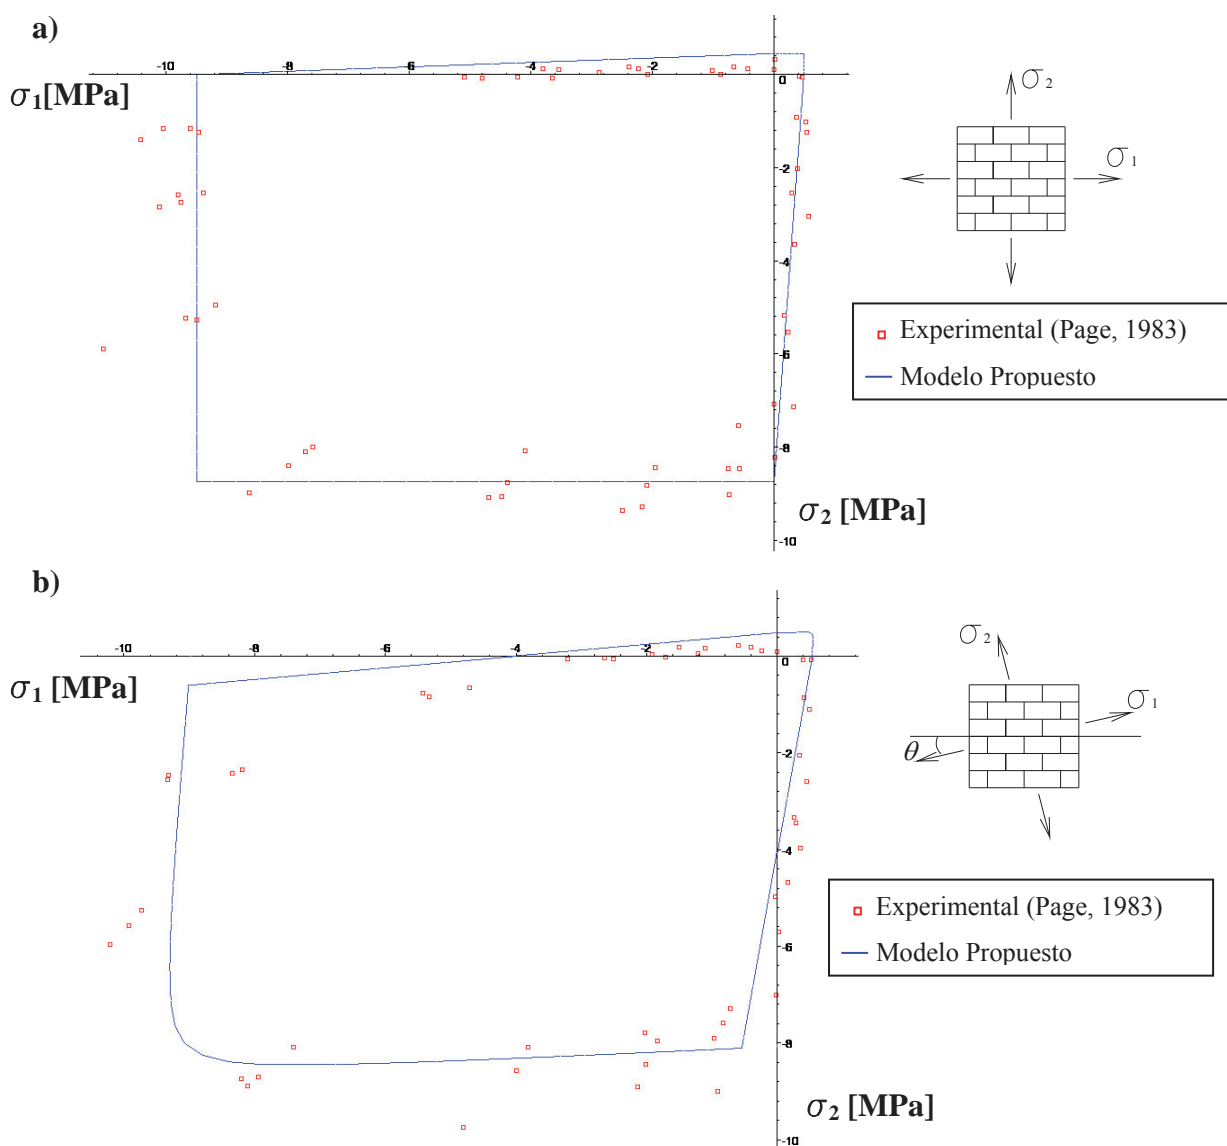 a)
-10 -8 -6 -4 -2 0
σ1[MPa]
-2
-4
-6
-8
-10
σ2 [MPa]
σ2
σ1
Experimental (Page, 1983)
Modelo Propuesto
b)
-10 -8 -6 -4 -2 0
σ1 [MPa]
-2
-4
-6
-8
-10
σ2 [MPa]
σ2
σ1
θ
Experimental (Page, 1983)
Modelo Propuesto